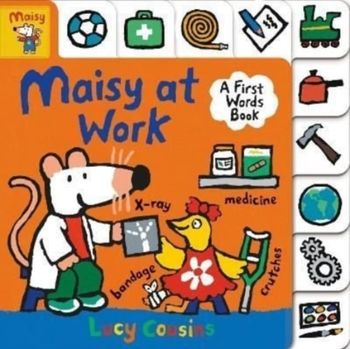 Maisy
Maisy at
Work
A First
Words
Book
X-ray
medicine
bandage
crutches
Lucy Cousins